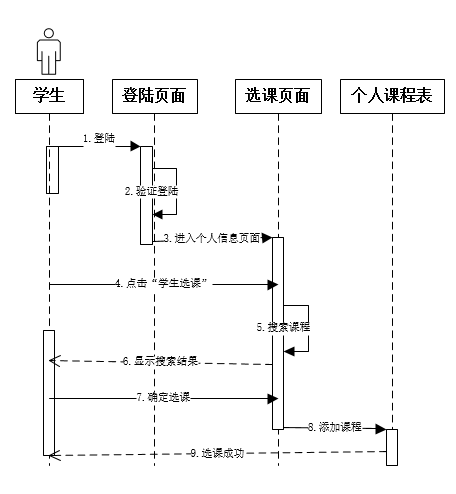 学生
登陆页面
选课页面
个人课程表
1.登陆
2.验证登陆
3.进入个人信息页面
4.点击“学生选课”
5.搜索课程
6.显示搜索结果
7.确定选课
8.添加课程
9.选课成功